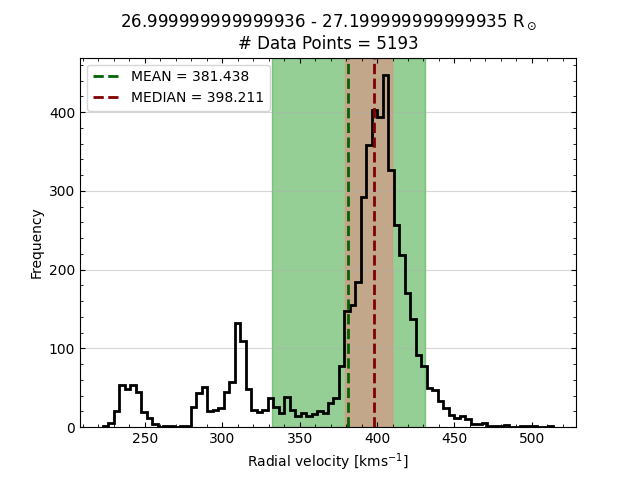 26.999999999999936 - 27.199999999999935 R⊙
# Data Points = 5193
MEAN = 381.438
MEDIAN = 398.211
Frequency
400
300
200
100
0
250 300 350 400 450 500
Radial velocity [kms⁻¹]